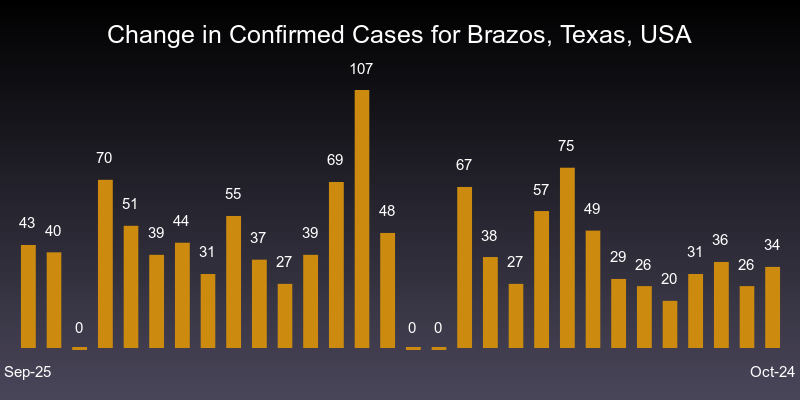 Change in Confirmed Cases for Brazos, Texas, USA
43 40 0 70 51 39 44 31 55 37 27 39 69 107 48 0 0 67 38 27 57 75 49 29 26 20 31 36 26 34
Sep-25 Oct-24